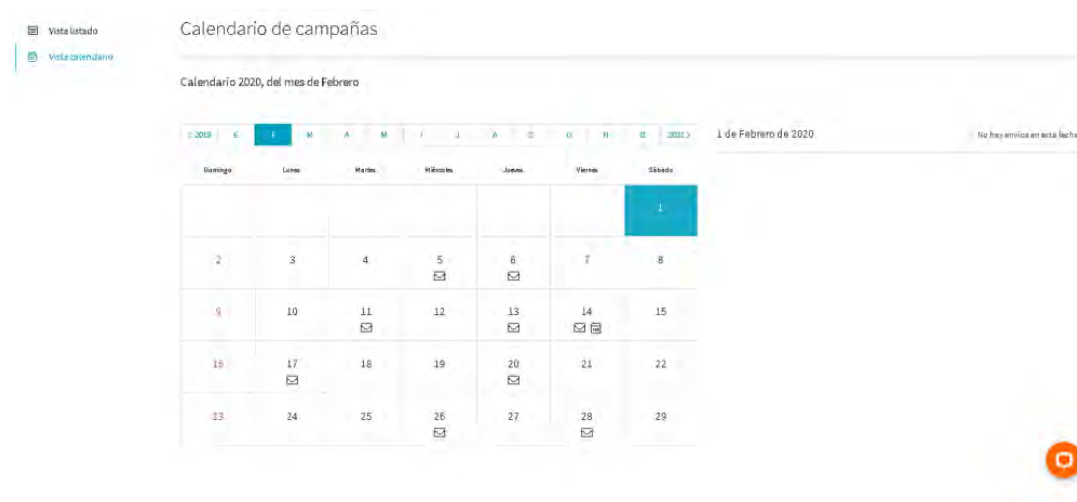 Vista listado
Vista calendario
Calendario de campañas
Calendario 2020, del mes de Febrero
2019 E F M A M J J A S O N D 2021 >
1 de Febrero de 2020
No hay envíos en esta fecha
Domingo Lunes Martes Miércoles Jueves Viernes Sábado
1
2 3 4 5 6 7 8
9 10 11 12 13 14 15
16 17 18 19 20 21 22
23 24 25 26 27 28 29